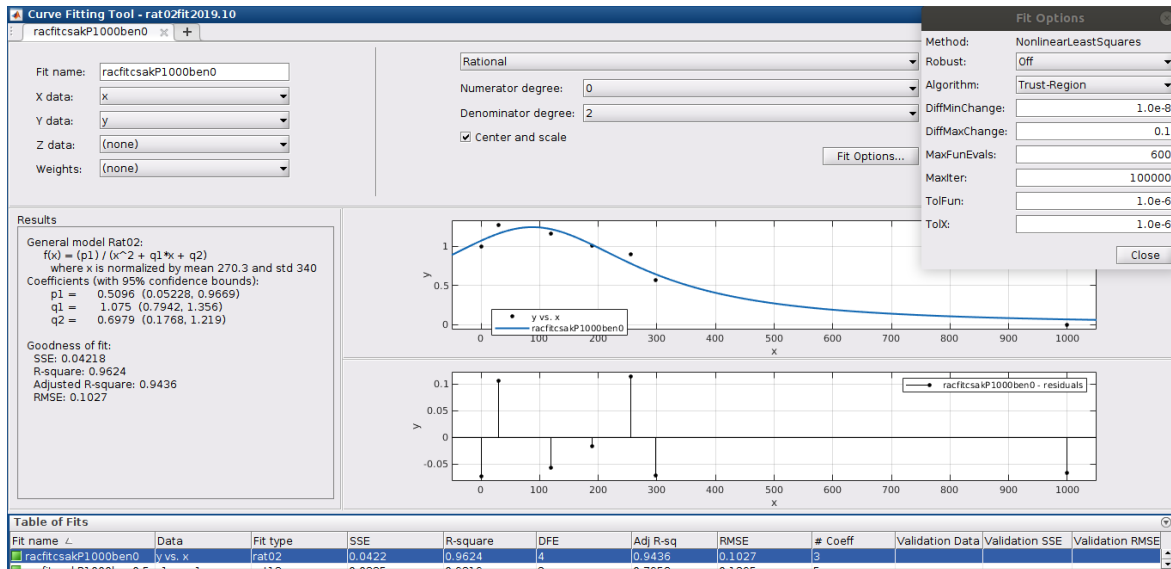 Curve Fitting Tool - rat02fit2019.10
racfitcsakP1000ben0
Fit name: racfitcsakP1000ben0
X data: x
Y data: y
Z data: (none)
Weights: (none)
Rational
Numerator degree: 0
Denominator degree: 2
Center and scale
Fit Options...
Fit Options
Method: NonlinearLeastSquares
Robust: Off
Algorithm: Trust-Region
DiffMinChange: 1.0e-8
DiffMaxChange: 0.1
MaxFunEvals: 600
MaxIter: 100000
TolFun: 1.0e-6
TolX: 1.0e-6
Close
Results
General model Rat02:
f(x) = (p1) / (x^2 + q1*x + q2)
where x is normalized by mean 270.3 and std 340
Coefficients (with 95% confidence bounds):
p1 = 0.5096 (0.05228, 0.9669)
q1 = 1.075 (0.7942, 1.356)
q2 = 0.6979 (0.1768, 1.219)
Goodness of fit:
SSE: 0.04218
R-square: 0.9624
Adjusted R-square: 0.9436
RMSE: 0.1027
1
0.5
0
y
y vs. x
racfitcsakP1000ben0
0 100 200 300 400 500 600 700 800 900 1000
x
0.1
0.05
0
-0.05
y
racfitcsakP1000ben0 - residuals
0 100 200 300 400 500 600 700 800 900 1000
x
Table of Fits
Fit name Data Fit type SSE R-square DFE Adj R-sq RMSE # Coeff Validation Data Validation SSE Validation RMSE
racfitcsakP1000ben0 y vs. x rat02 0.0422 0.9624 4 0.9436 0.1027 3